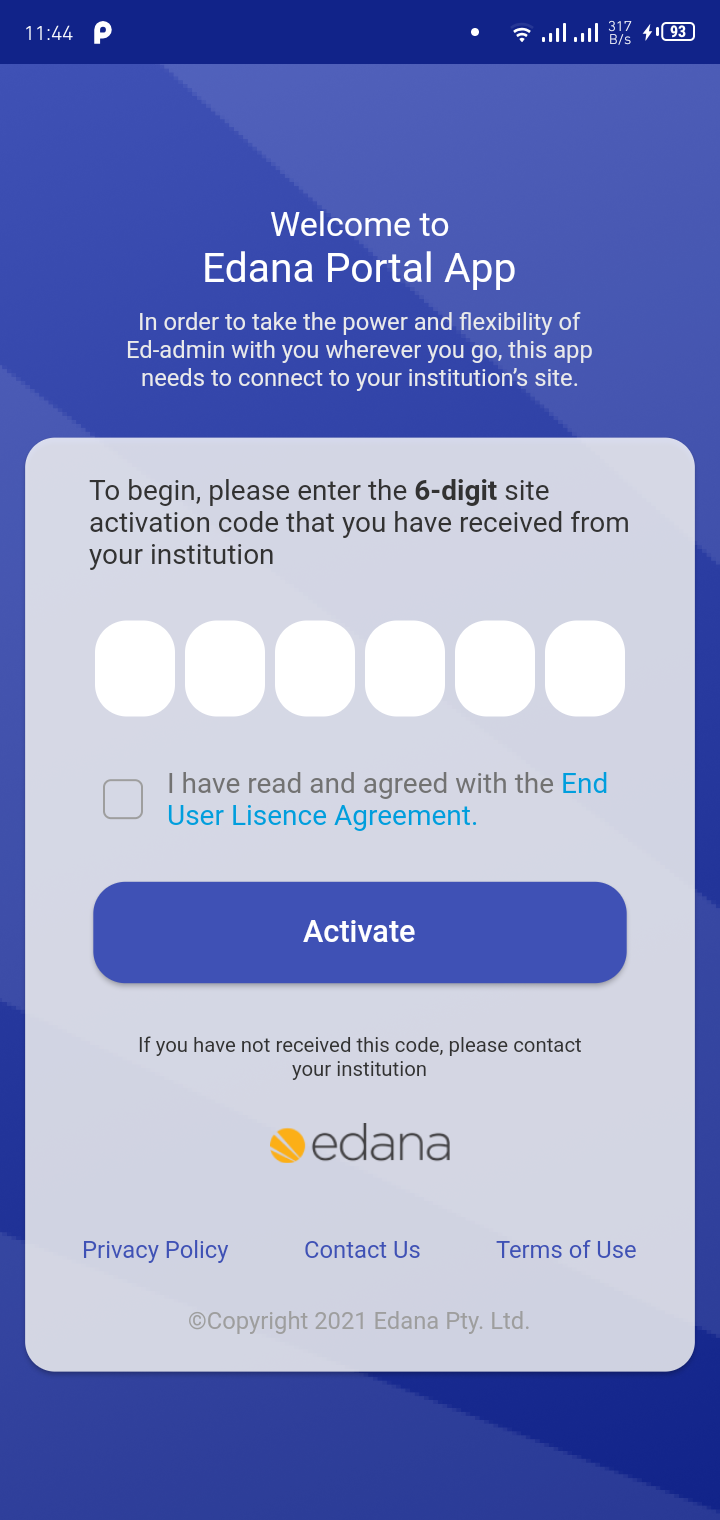 11:44
317
B/s
93
Welcome to
Edana Portal App
In order to take the power and flexibility of
Ed-admin with you wherever you go, this app
needs to connect to your institution’s site.
To begin, please enter the 6-digit site
activation code that you have received from
your institution
I have read and agreed with the End
User Lisence Agreement.
Activate
If you have not received this code, please contact
your institution
edana
Privacy Policy Contact Us Terms of Use
©Copyright 2021 Edana Pty. Ltd.